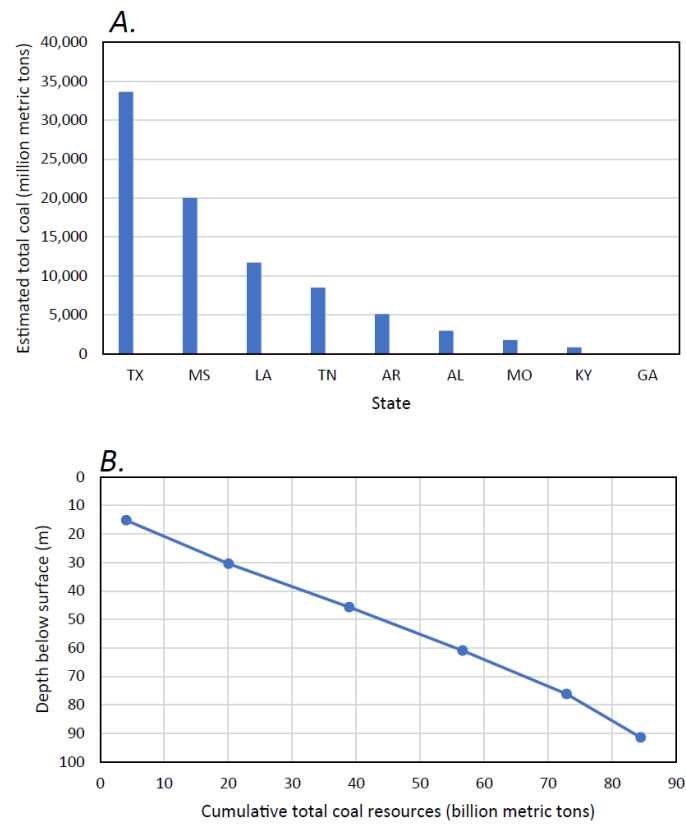 A.
Estimated total coal (million metric tons)
40,000
35,000
30,000
25,000
20,000
15,000
10,000
5,000
0
TX MS LA TN AR AL MO KY GA
State
B.
Depth below surface (m)
0
10
20
30
40
50
60
70
80
90
100
0 10 20 30 40 50 60 70 80 90
Cumulative total coal resources (billion metric tons)